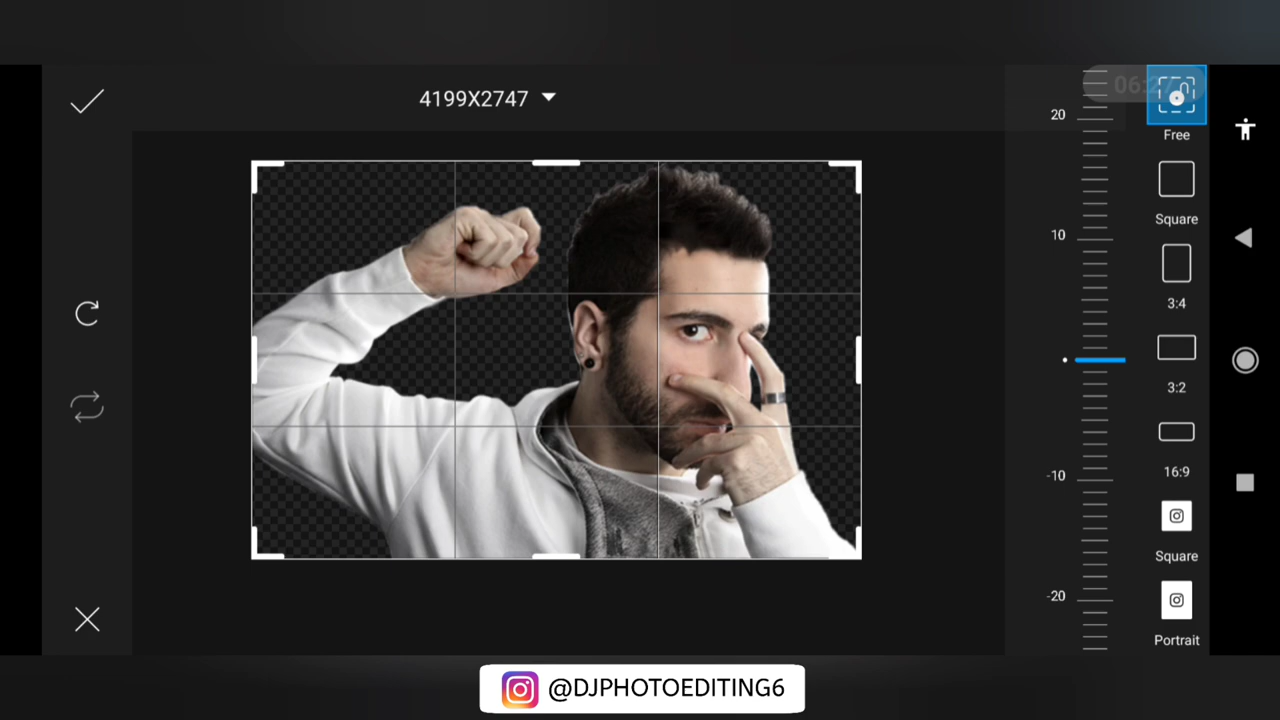 4199X2747
20
10
-10
-20
Free
Square
3:4
3:2
16:9
Square
Portrait
@DJPHOTOEDITING6